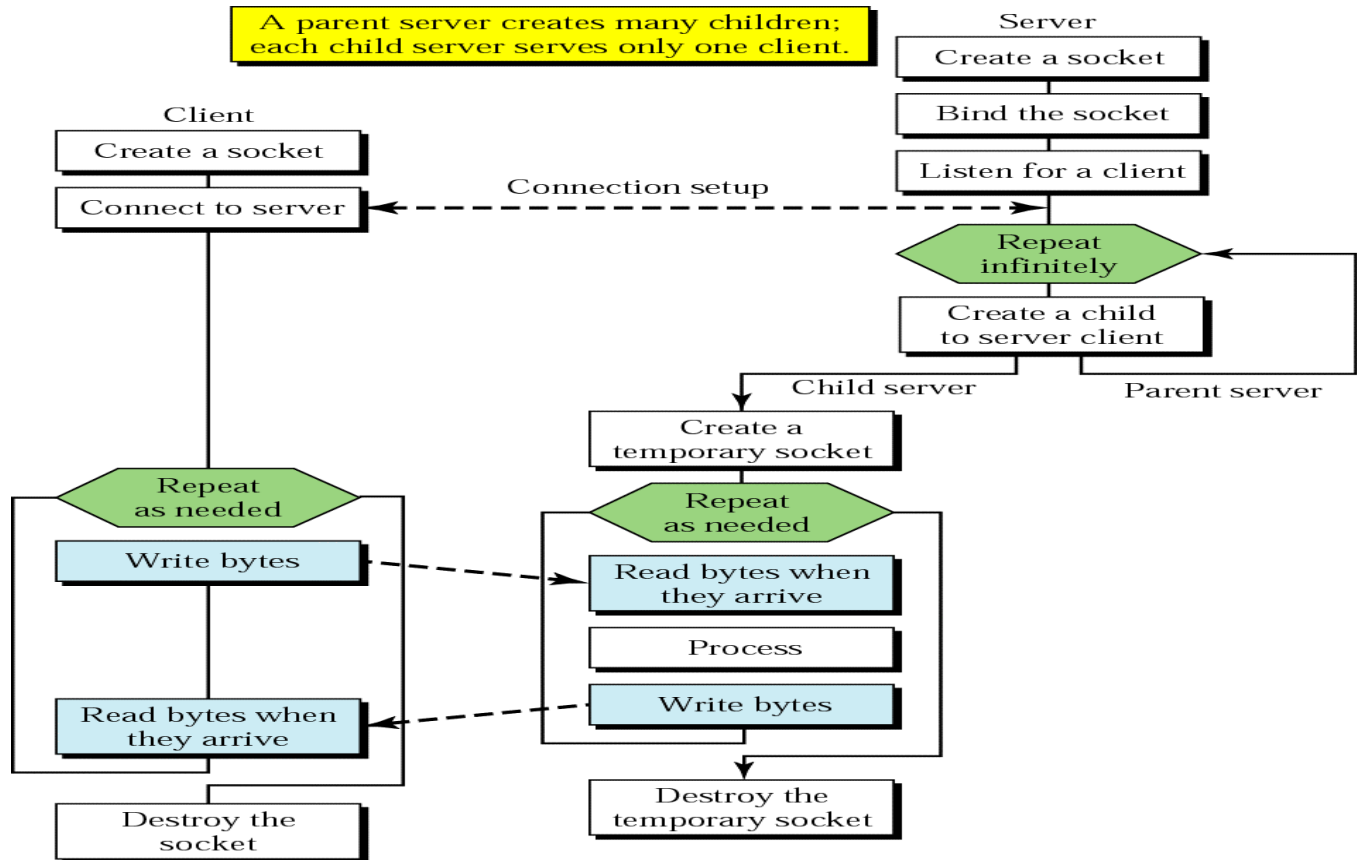 A parent server creates many children;
each child server serves only one client.
Server
Create a socket
Bind the socket
Listen for a client
Client
Create a socket
Connect to server
Connection setup
Repeat
infinitely
Create a child
to server client
Child server
Parent server
Create a
temporary socket
Repeat
as needed
Write bytes
Read bytes when
they arrive
Repeat
as needed
Read bytes when
they arrive
Process
Write bytes
Destroy the
socket
Destroy the
temporary socket